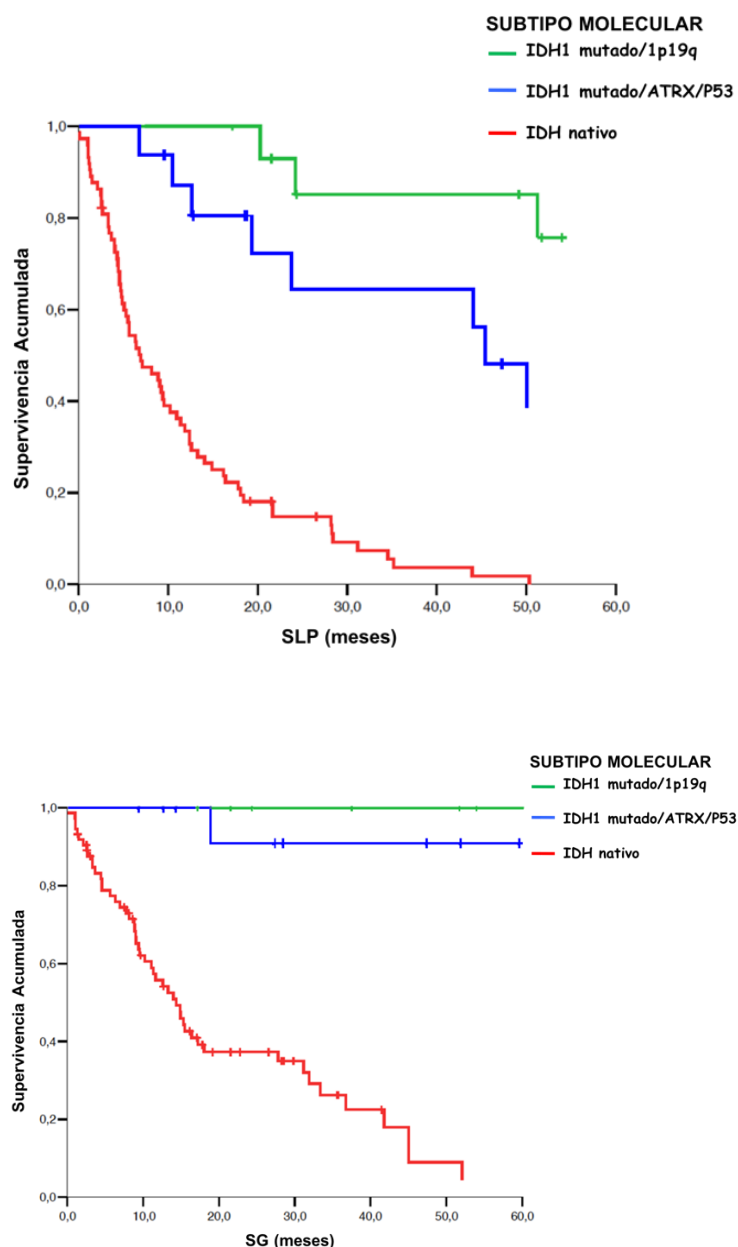 SUBTIPO MOLECULAR
IDH1 mutado/1p19q
IDH1 mutado/ATRX/P53
IDH nativo
1,0
0,8
0,6
0,4
0,2
0,0
Supervivencia Acumulada
0,0 10,0 20,0 30,0 40,0 50,0 60,0
SLP (meses)
SUBTIPO MOLECULAR
IDH1 mutado/1p19q
IDH1 mutado/ATRX/P53
IDH nativo
1,0
0,8
0,6
0,4
0,2
0,0
Supervivencia Acumulada
0,0 10,0 20,0 30,0 40,0 50,0 60,0
SG (meses)